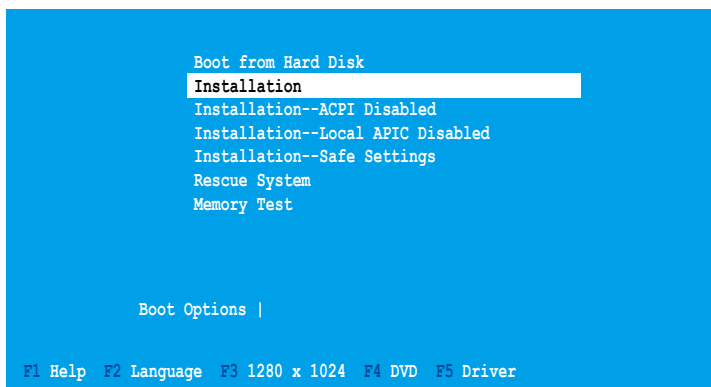 Boot from Hard Disk
Installation
Installation--ACPI Disabled
Installation--Local APIC Disabled
Installation--Safe Settings
Rescue System
Memory Test
Boot Options |
F1 Help F2 Language F3 1280 x 1024 F4 DVD F5 Driver